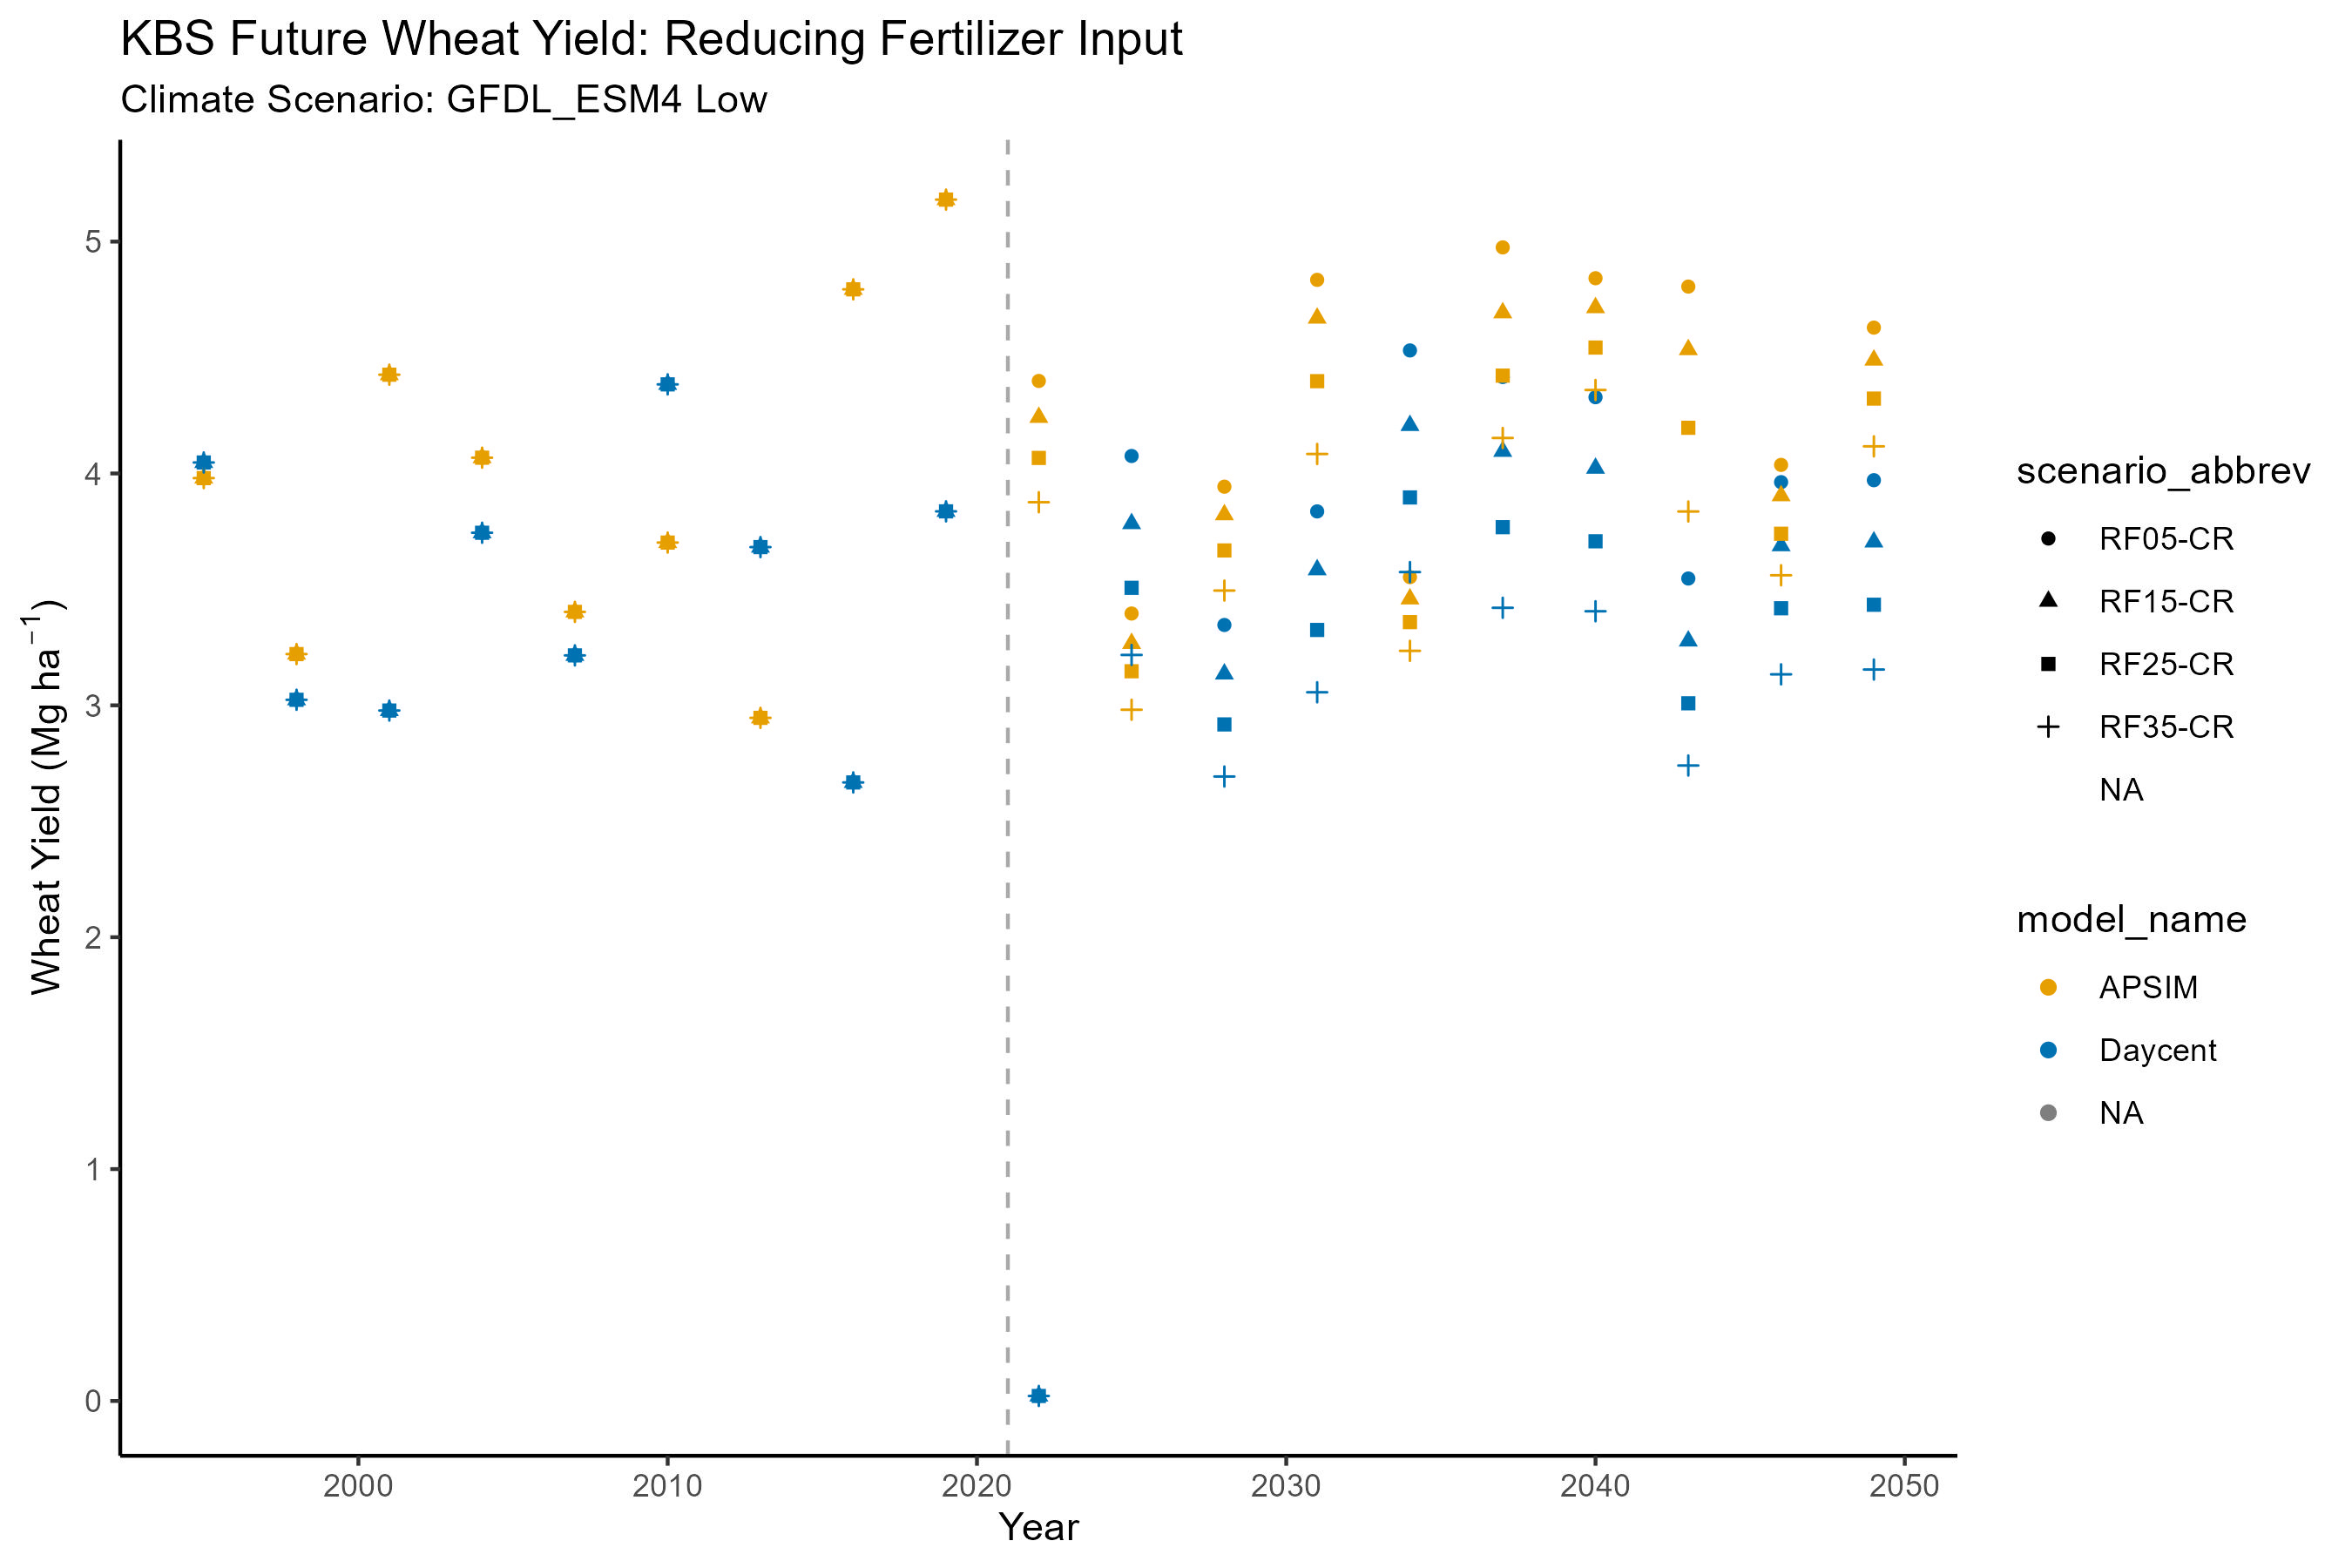 KBS Future Wheat Yield: Reducing Fertilizer Input
Climate Scenario: GFDL_ESM4 Low
Wheat Yield (Mg ha⁻¹)
5
4
3
2
1
0
2000 2010 2020 2030 2040 2050
Year
scenario_abbrev
RF05-CR
RF15-CR
RF25-CR
RF35-CR
NA
model_name
APSIM
Daycent
NA